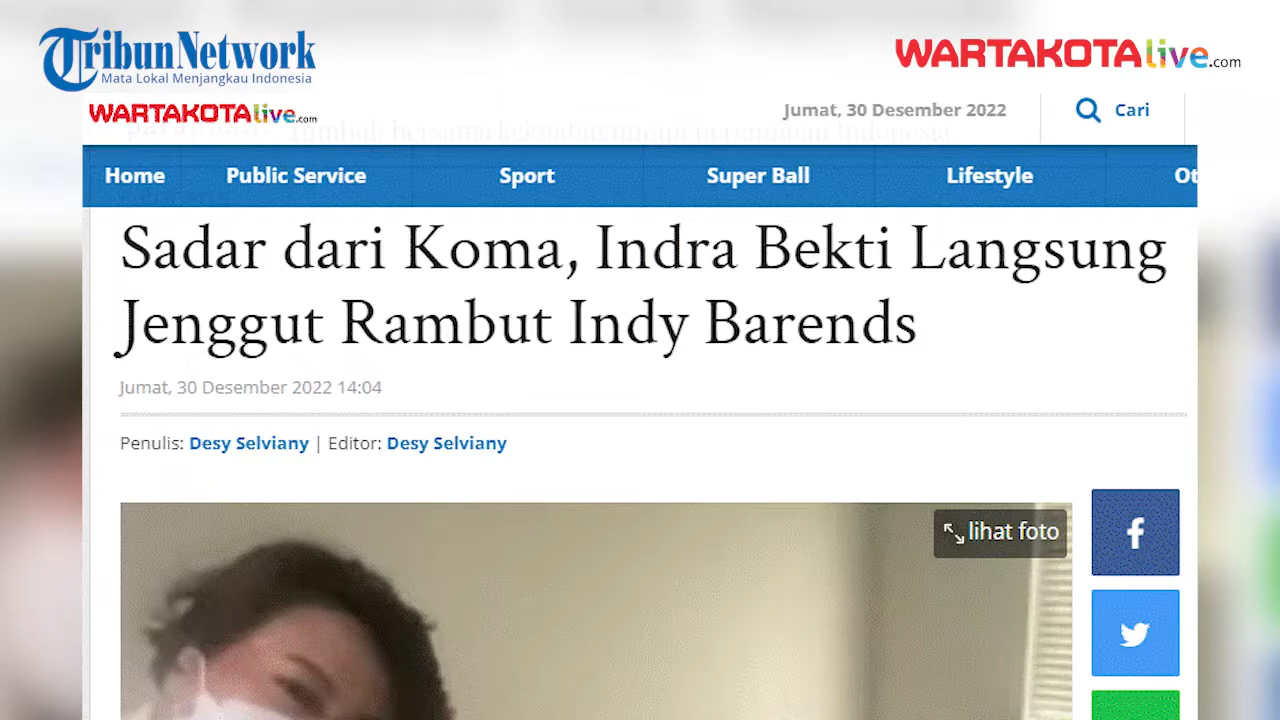 TribunNetwork
Mata Lokal Menjangkau Indonesia
WARTAKOTAlive.com
WARTAKOTAlive.com
Jumat, 30 Desember 2022
Cari
Home
Public Service
Sport
Super Ball
Lifestyle
Ot
Sadar dari Koma, Indra Bekti Langsung
Jenggut Rambut Indy Barends
Jumat, 30 Desember 2022 14:04
Penulis: Desy Selviany | Editor: Desy Selviany
lihat foto